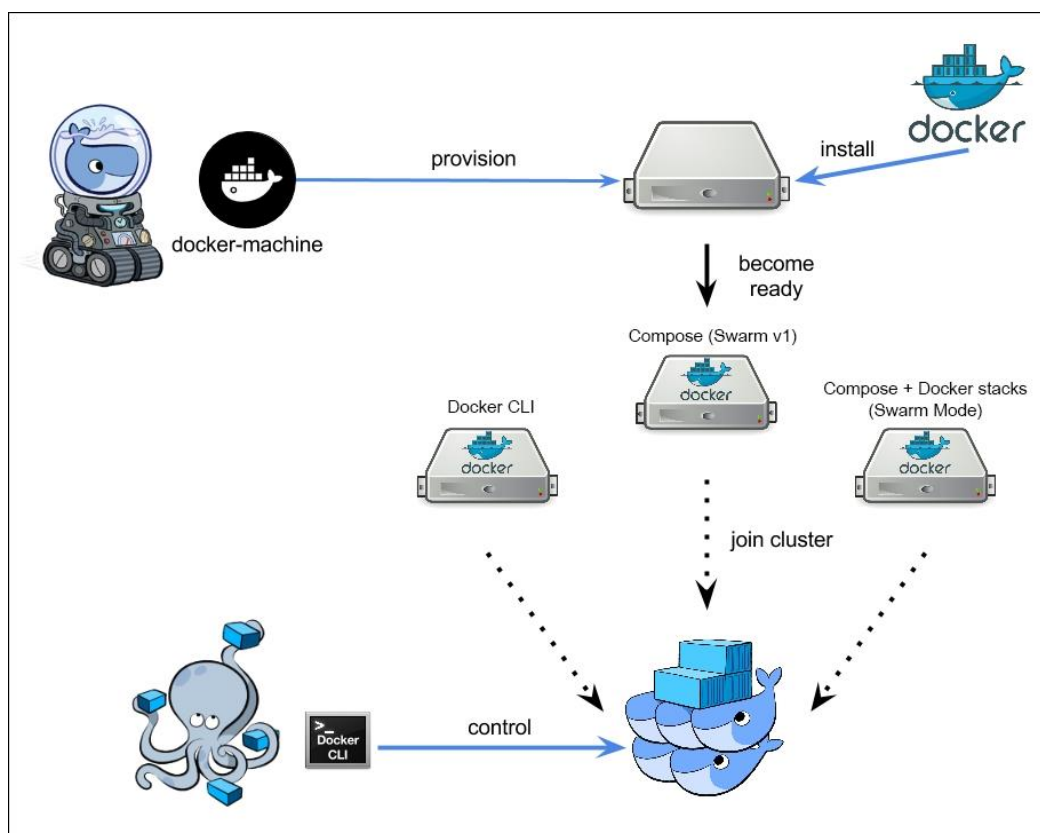 docker
provision
install
docker-machine
become
ready
Compose (Swarm v1)
docker
Docker CLI
docker
Compose + Docker stacks
(Swarm Mode)
docker
join cluster
>_
Docker
CLI
control